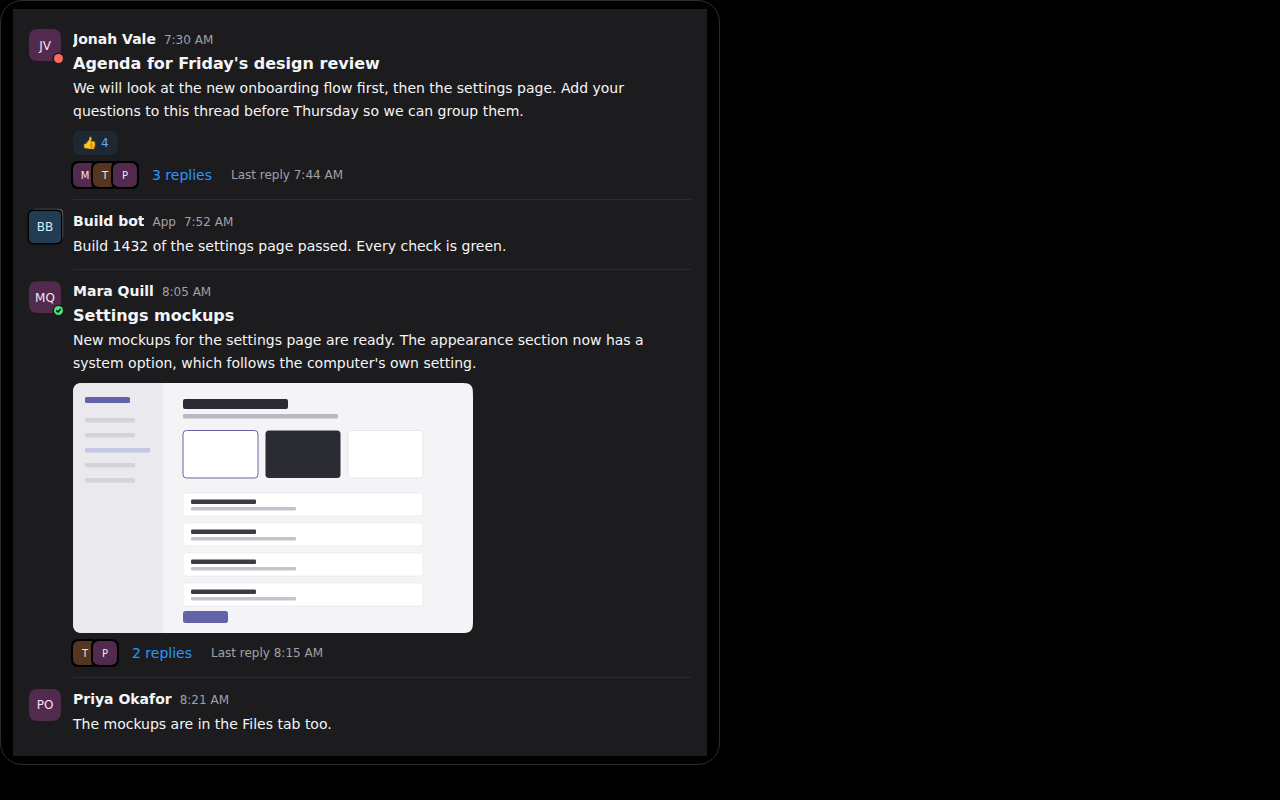 JV
Jonah Vale 7:30 AM
Agenda for Friday's design review
We will look at the new onboarding flow first, then the settings page. Add your
questions to this thread before Thursday so we can group them.
👍 4
M T P 3 replies Last reply 7:44 AM
BB
Build bot App 7:52 AM
Build 1432 of the settings page passed. Every check is green.
MQ
Mara Quill 8:05 AM
Settings mockups
New mockups for the settings page are ready. The appearance section now has a
system option, which follows the computer's own setting.
T P 2 replies Last reply 8:15 AM
PO
Priya Okafor 8:21 AM
The mockups are in the Files tab too.